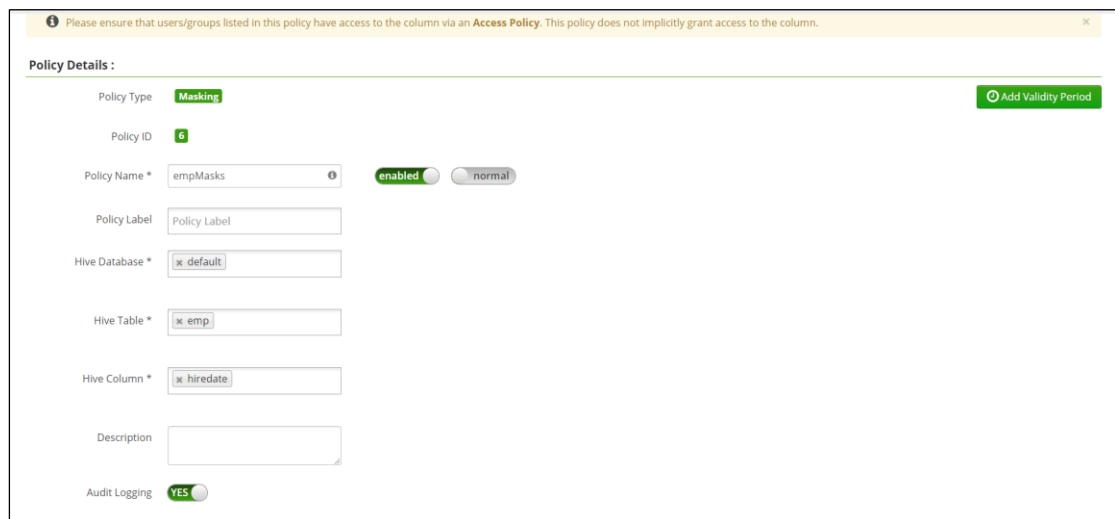 Please ensure that users/groups listed in this policy have access to the column via an Access Policy. This policy does not implicitly grant access to the column. ×
Policy Details :
Policy Type Masking Add Validity Period
Policy ID 6
Policy Name * empMasks enabled normal
Policy Label Policy Label
Hive Database * × default
Hive Table * × emp
Hive Column * × hiredate
Description
Audit Logging YES